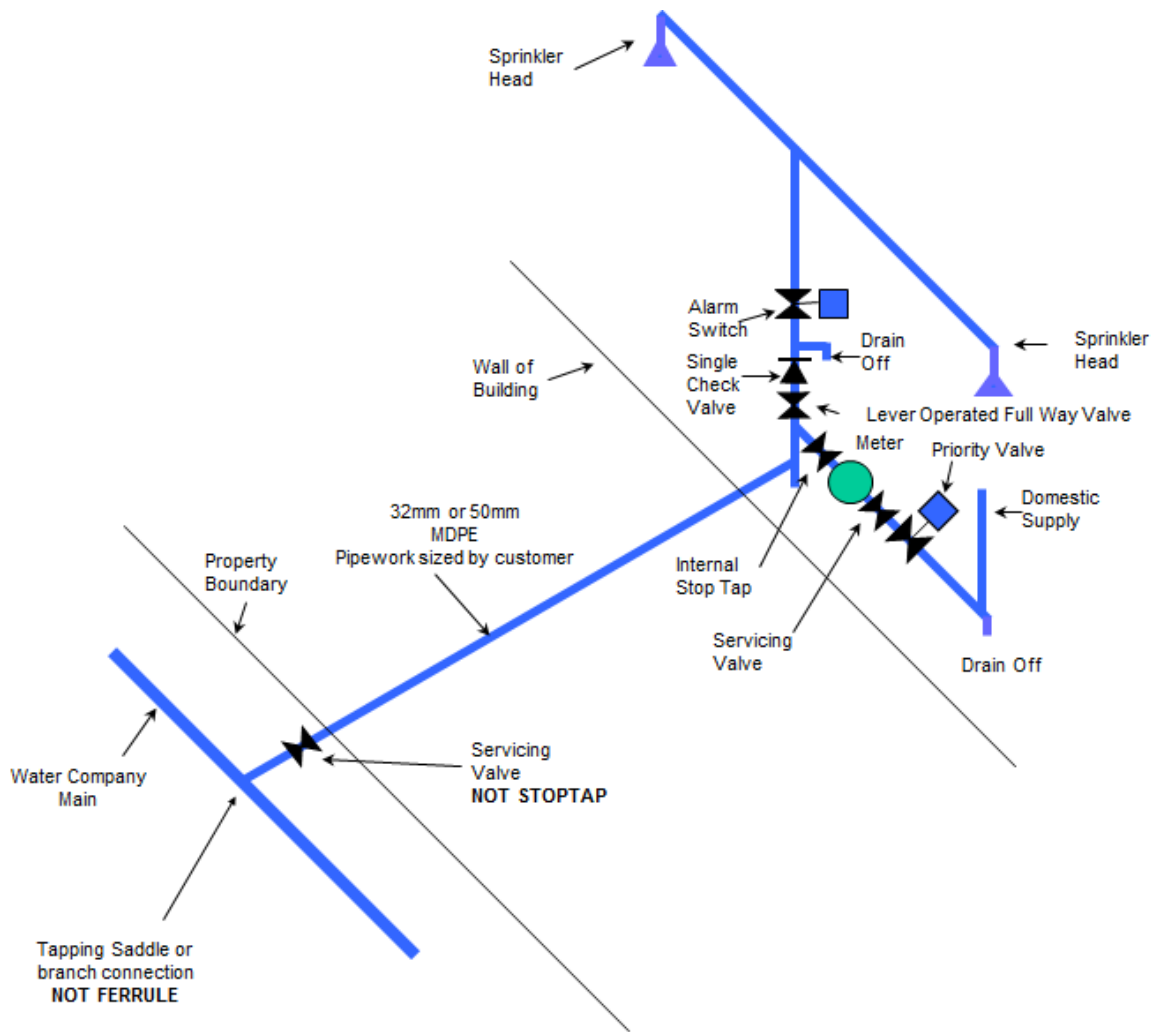 Sprinkler
Head
Alarm
Switch
Drain
Off
Sprinkler
Head
Wall of
Building
Single
Check
Valve
Lever Operated Full Way Valve
Meter
Priority Valve
Domestic
Supply
32mm or 50mm
MDPE
Pipework sized by customer
Property
Boundary
Internal
Stop Tap
Servicing
Valve
Drain Off
Water Company
Main
Servicing
Valve
NOT STOPTAP
Tapping Saddle or
branch connection
NOT FERRULE